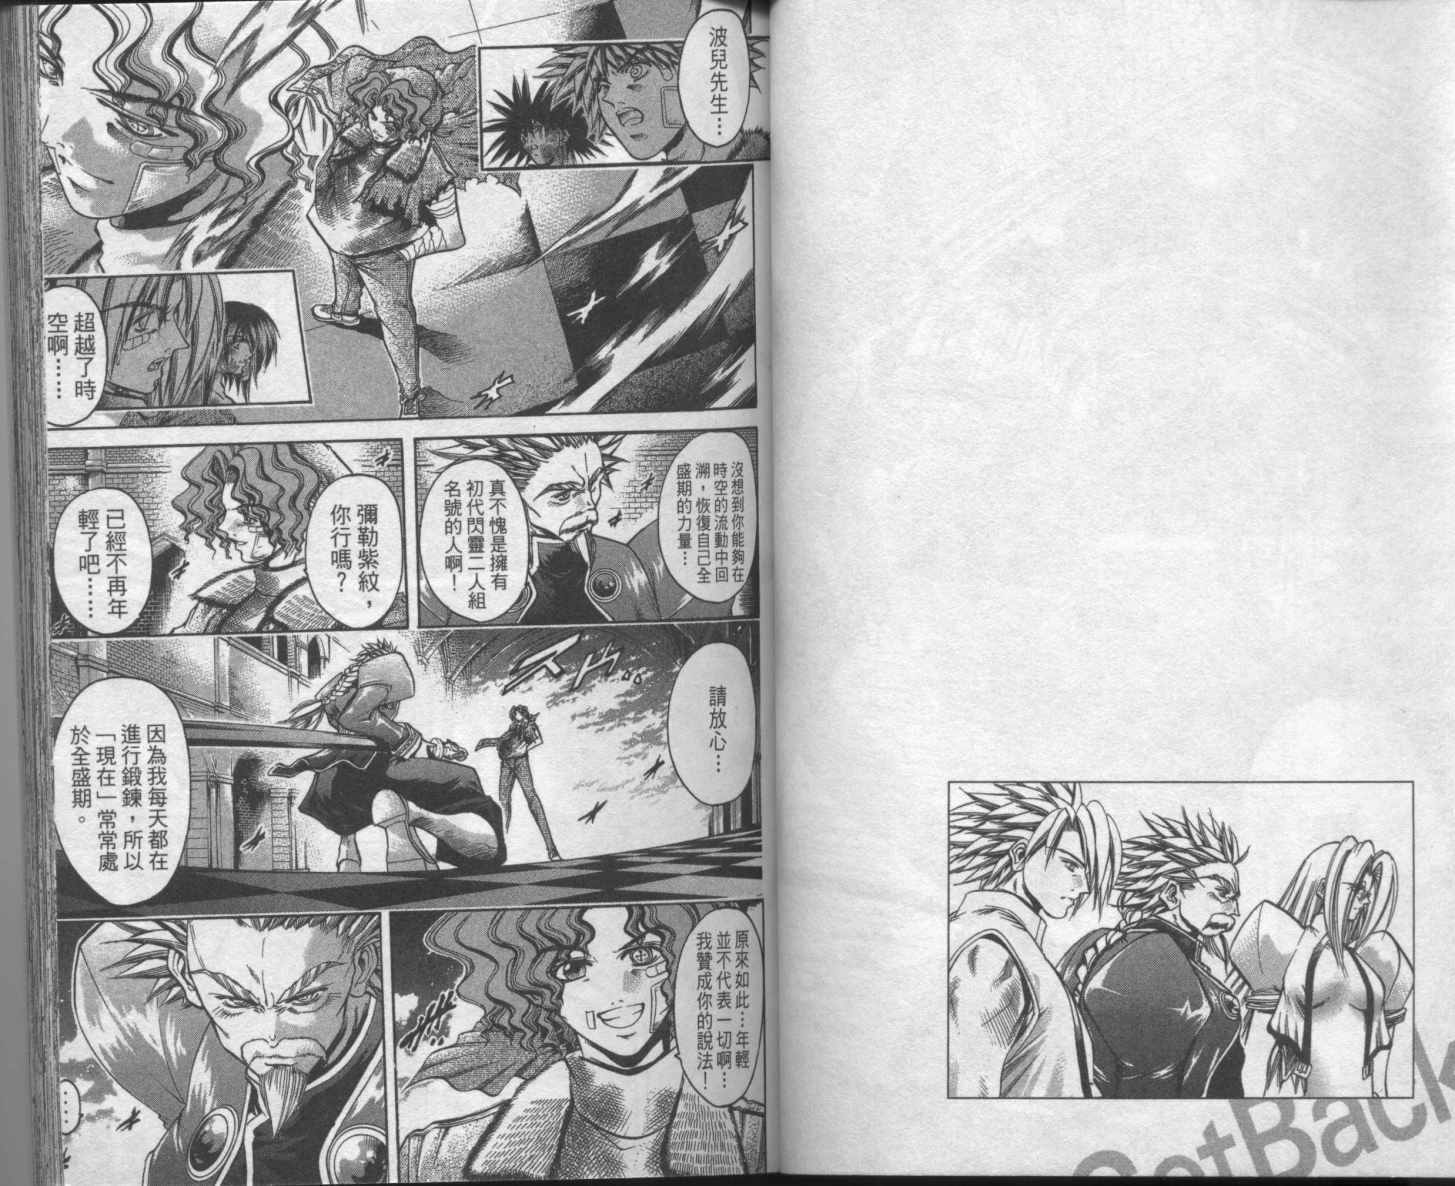 波兒先生…
超越了時
空啊……
沒想到你能夠在
時空的流動中回
溯，恢復自己全
盛期的力量…
真不愧是擁有
初代閃靈二人組
名號的人啊！
彌勒紫紋，
你行嗎？
已經不再年
輕了吧……
請放心…
因為我每天都在
進行鍛鍊，所以
「現在」常常處
於全盛期。
原來如此…年輕
並不代表一切啊…
我贊成你的說法！
……
GetBack